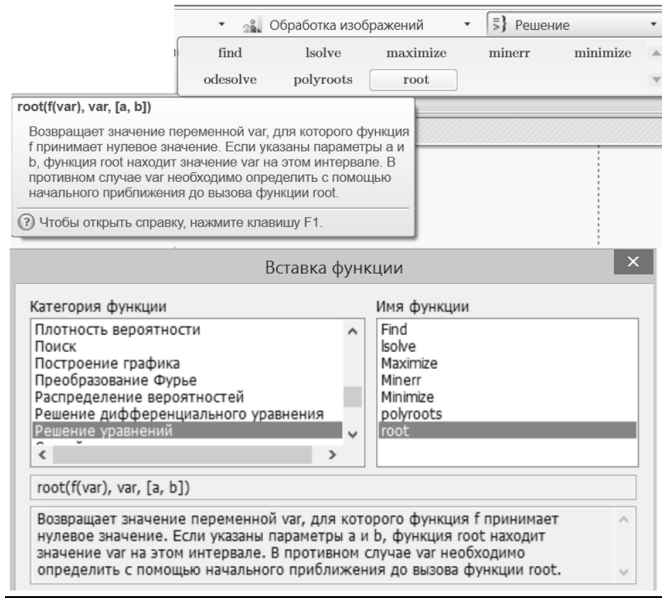 Обработка изображений Решение
find lsolve maximize minerr minimize
odesolve polyroots root
root(f(var), var, [a, b])
Возвращает значение переменной var, для которого функция
f принимает нулевое значение. Если указаны параметры a и
b, функция root находит значение var на этом интервале. В
противном случае var необходимо определить с помощью
начального приближения до вызова функции root.
Чтобы открыть справку, нажмите клавишу F1.
Вставка функции
Категория функции
Плотность вероятности
Поиск
Построение графика
Преобразование Фурье
Распределение вероятностей
Решение дифференциального уравнения
Решение уравнений
Имя функции
Find
lsolve
Maximize
Minerr
Minimize
polyroots
root
root(f(var), var, [a, b])
Возвращает значение переменной var, для которого функция f принимает
нулевое значение. Если указаны параметры a и b, функция root находит
значение var на этом интервале. В противном случае var необходимо
определить с помощью начального приближения до вызова функции root.